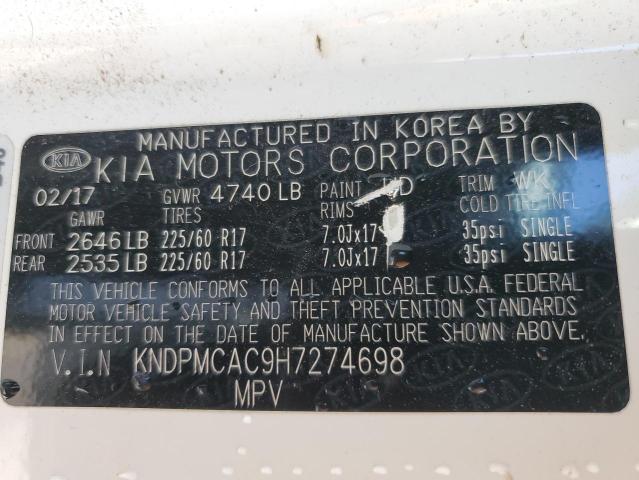 MANUFACTURED IN KOREA BY
KIA KIA MOTORS CORPORATION
02/17 GVWR 4740 LB PAINT TRIM WK
GAWR TIRES RIMS COLD TIRE INFL
FRONT 2646 LB 225/60 R17 7.0Jx17 35psi SINGLE
REAR 2535 LB 225/60 R17 7.0Jx17 35psi SINGLE
THIS VEHICLE CONFORMS TO ALL APPLICABLE U.S.A. FEDERAL
MOTOR VEHICLE SAFETY AND THEFT PREVENTION STANDARDS
IN EFFECT ON THE DATE OF MANUFACTURE SHOWN ABOVE.
V.I.N KNDPMCAC9H7274698
MPV